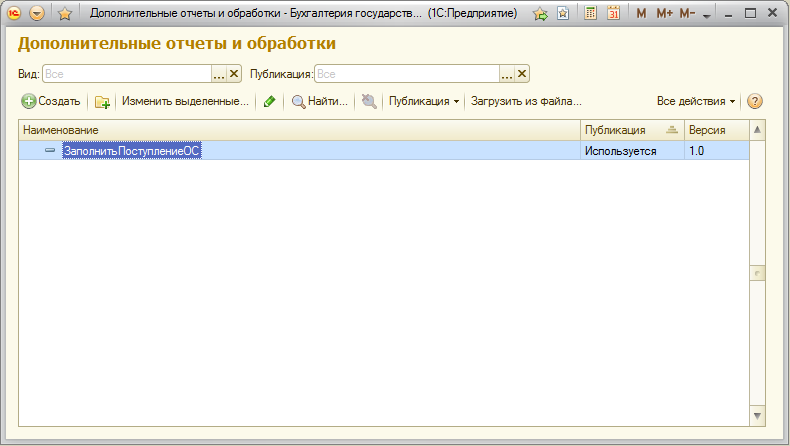 Дополнительные отчеты и обработки - Бухгалтерия государств... (1С:Предприятие) 31 M M+ M-
Дополнительные отчеты и обработки
Вид: Все ... Публикация: Все ...
Создать Изменить выделенные... Найти... Публикация Загрузить из файла... Все действия ?
Наименование Публикация Версия
ЗаполнитьПоступлениеОС Используется 1.0